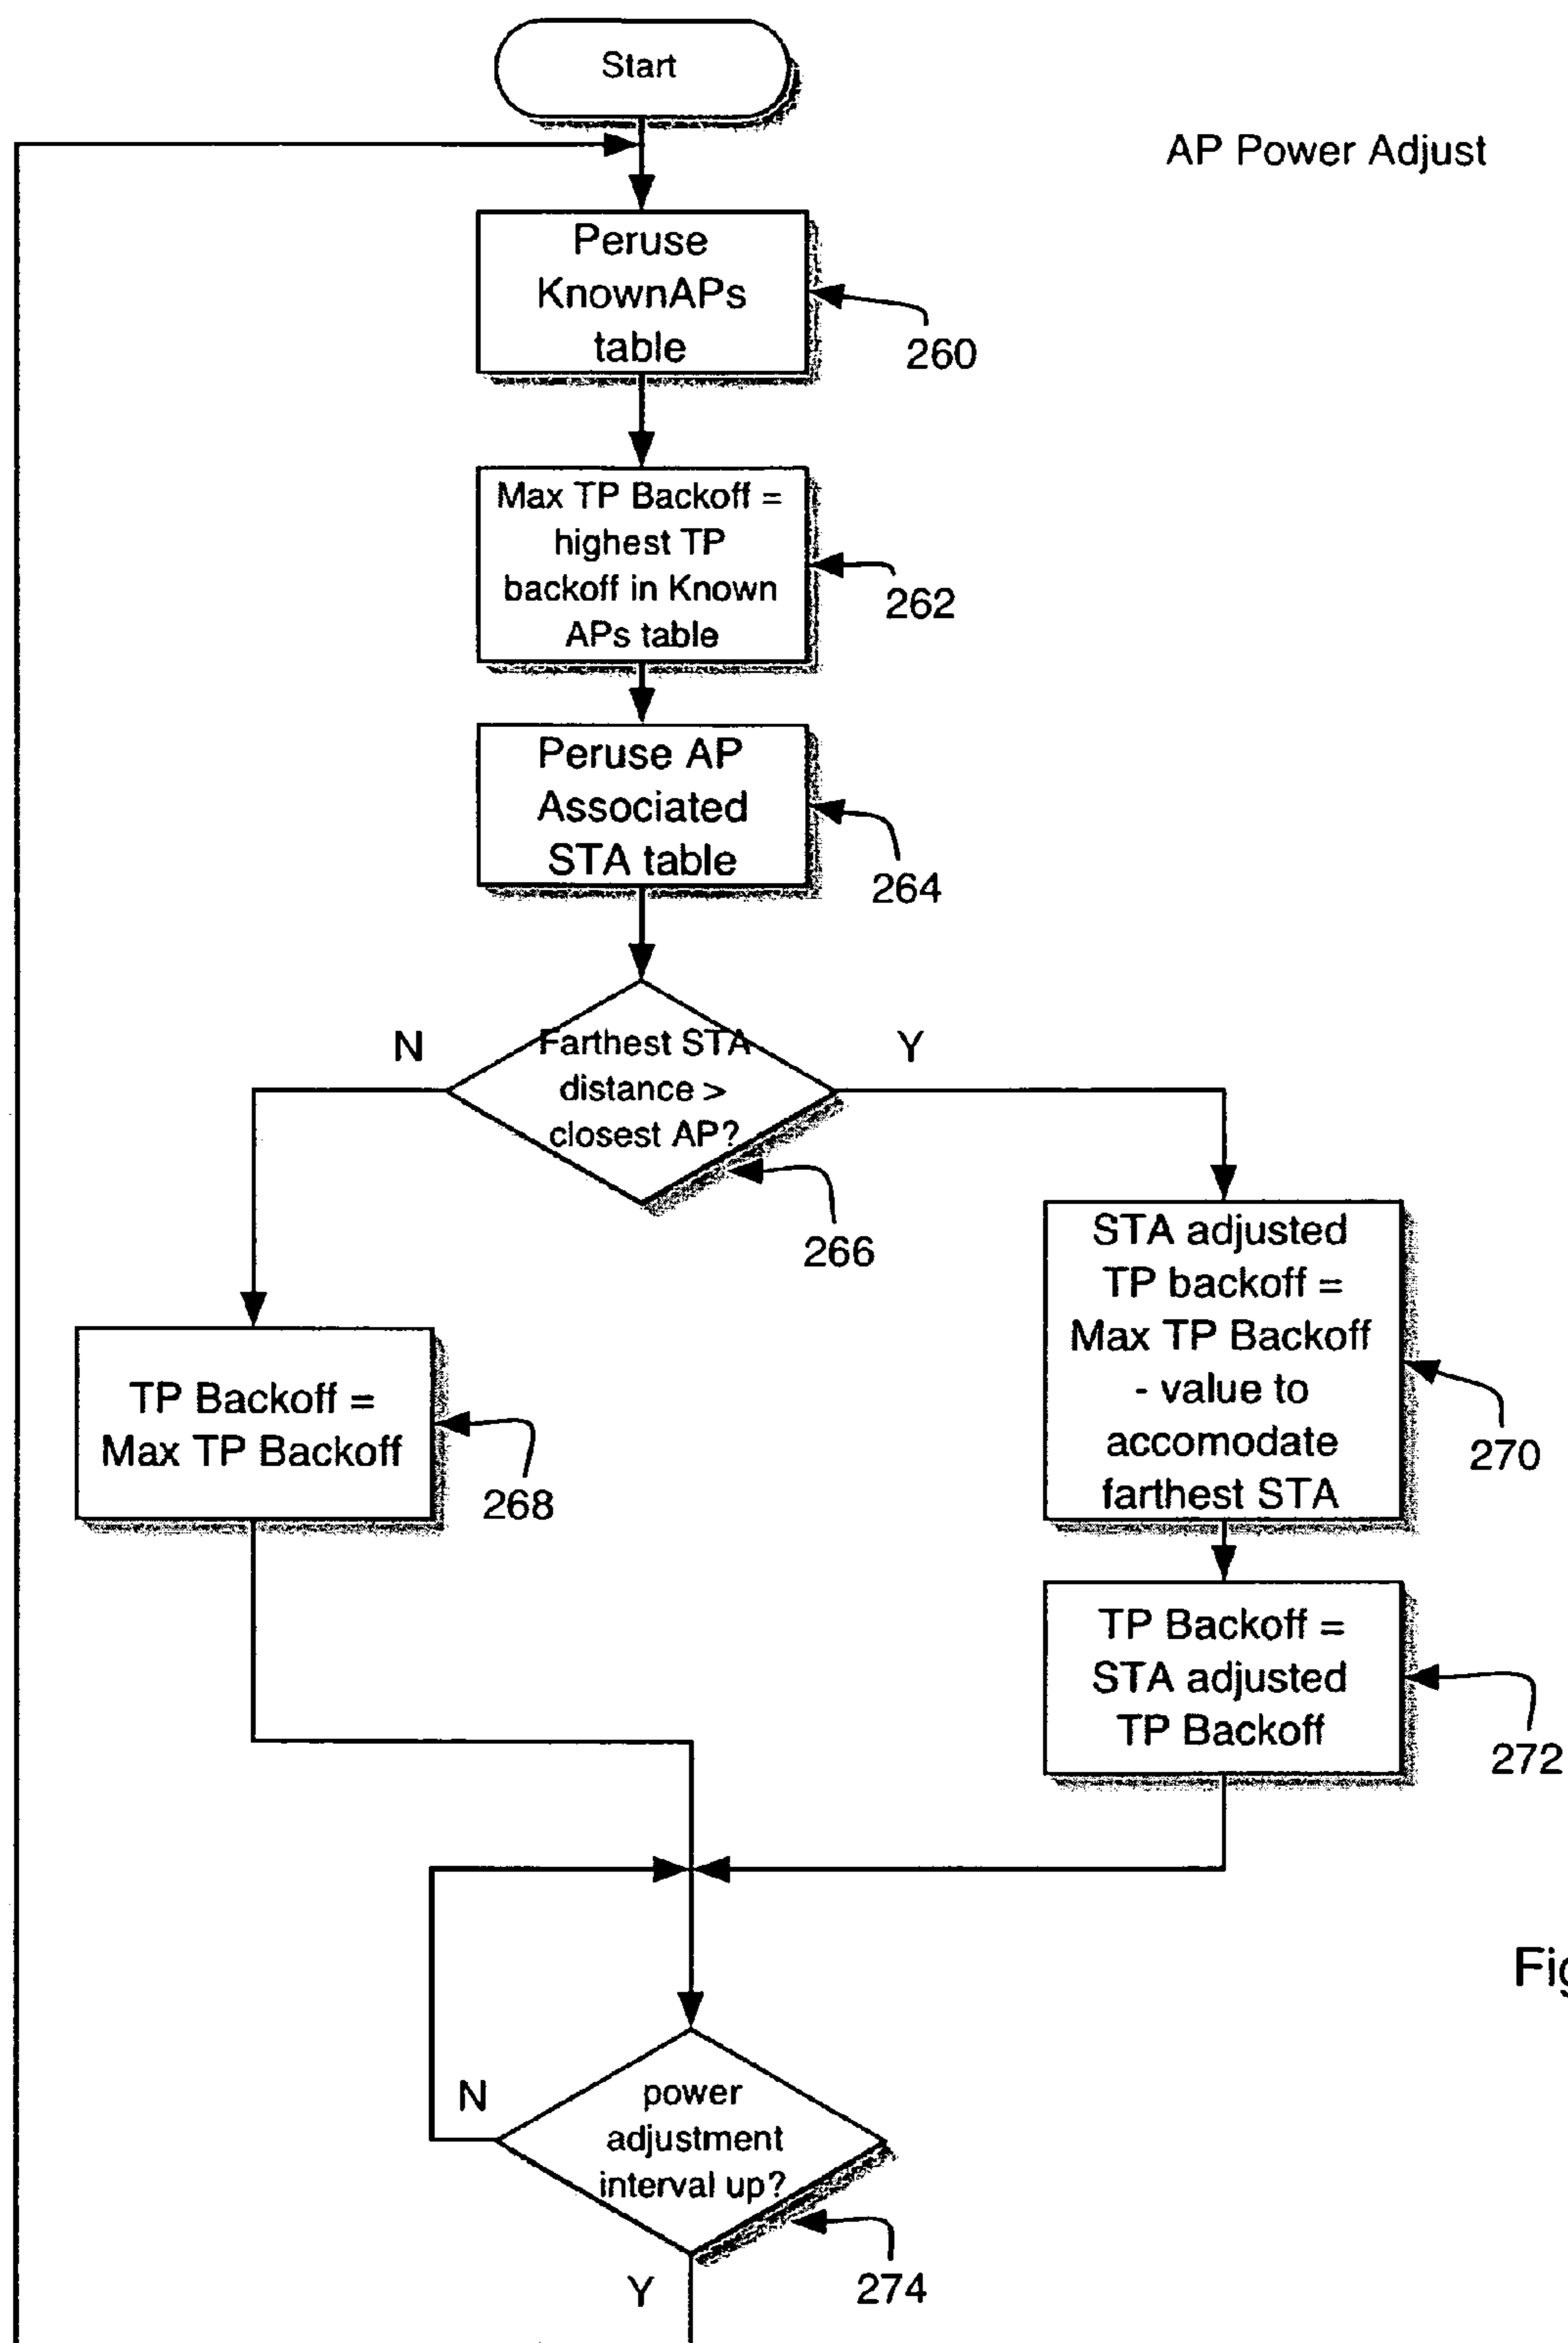 Start
AP Power Adjust
Peruse
KnownAPs
table
260
Max TP Backoff =
highest TP
backoff in Known
APs table
262
Peruse AP
Associated
STA table
264
N
Farthest STA
distance >
closest AP?
Y
266
STA adjusted
TP backoff =
Max TP Backoff
- value to
accomodate
farthest STA
270
TP Backoff =
Max TP Backoff
268
TP Backoff =
STA adjusted
TP Backoff
272
N
power
adjustment
interval up?
274
Y